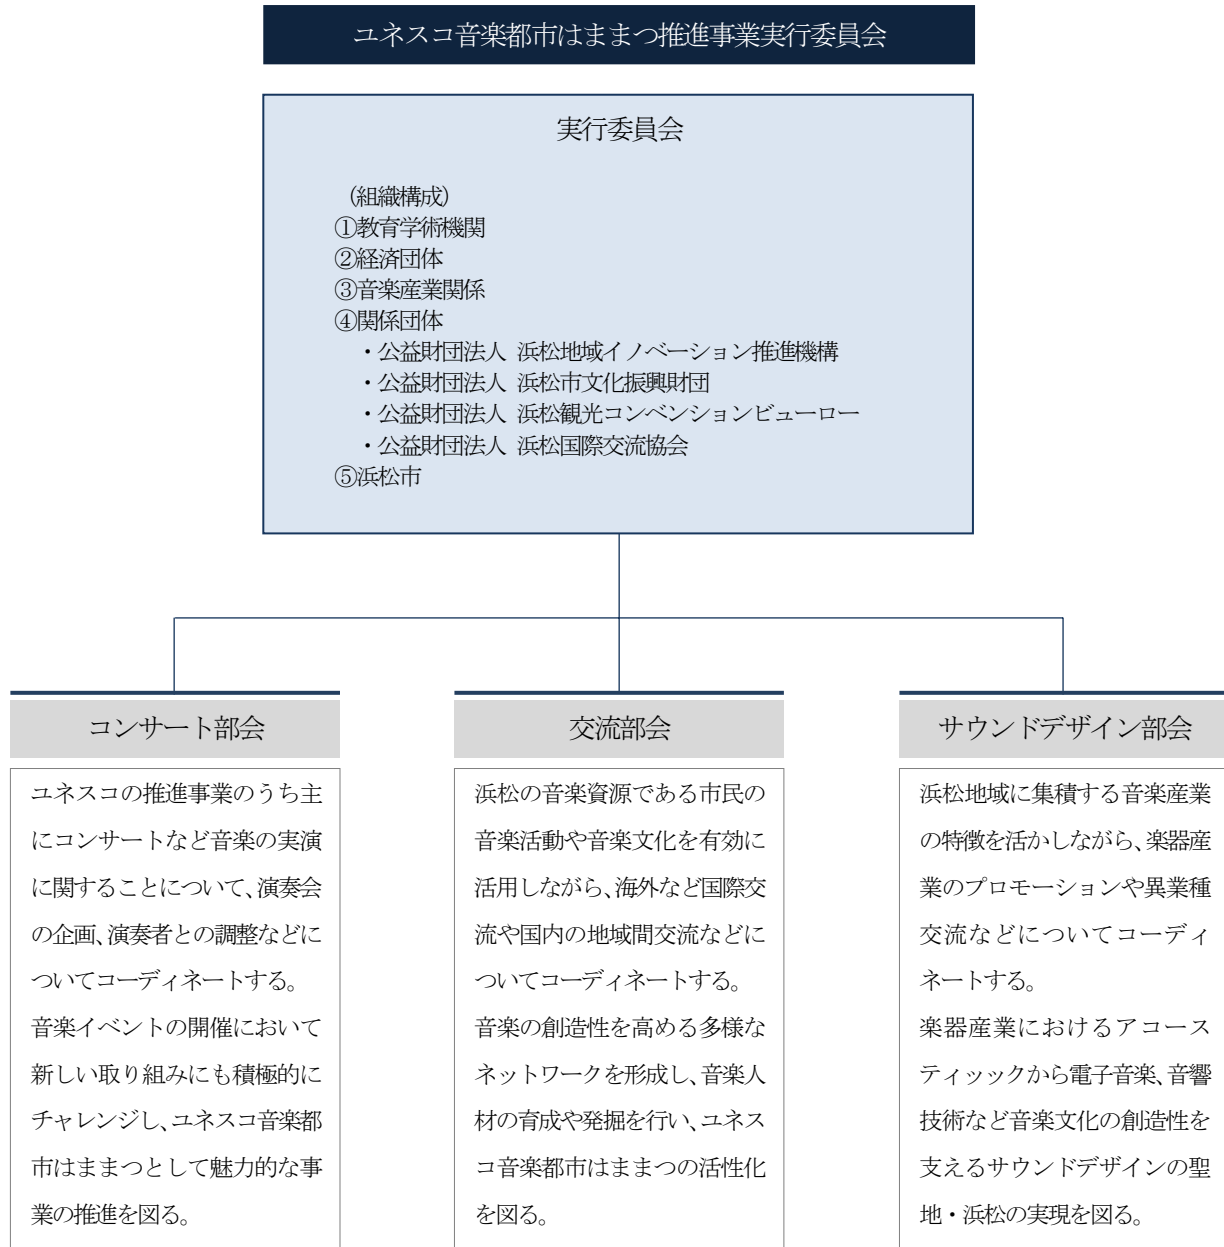 ユネスコ音楽都市はままつ推進事業実行委員会
実行委員会
（組織構成）
①教育学術機関
②経済団体
③音楽産業関係
④関係団体
・公益財団法人 浜松地域イノベーション推進機構
・公益財団法人 浜松市文化振興財団
・公益財団法人 浜松観光コンベンションビューロー
・公益財団法人 浜松国際交流協会
⑤浜松市
コンサート部会
ユネスコの推進事業のうち主
にコンサートなど音楽の実演
に関することについて、演奏会
の企画、演奏者との調整などに
ついてコーディネートする。
音楽イベントの開催において
新しい取り組みにも積極的に
チャレンジし、ユネスコ音楽都
市はままつとして魅力的な事
業の推進を図る。
交流部会
浜松の音楽資源である市民の
音楽活動や音楽文化を有効に
活用しながら、海外など国際交
流や国内の地域間交流などに
ついてコーディネートする。
音楽の創造性を高める多様な
ネットワークを形成し、音楽人
材の育成や発掘を行い、ユネス
コ音楽都市はままつの活性化
を図る。
サウンドデザイン部会
浜松地域に集積する音楽産業
の特徴を活かしながら、楽器産
業のプロモーションや異業種
交流などについてコーディ
ネートする。
楽器産業におけるアコース
ティッックから電子音楽、音響
技術など音楽文化の創造性を
支えるサウンドデザインの聖
地・浜松の実現を図る。